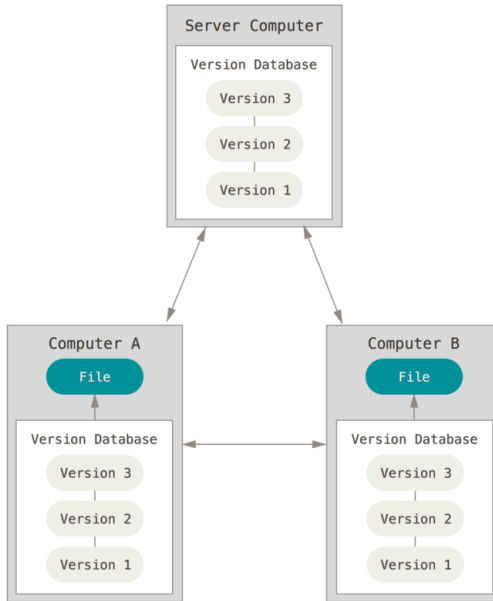 Server Computer
Version Database
Version 3
Version 2
Version 1
Computer A
File
Version Database
Version 3
Version 2
Version 1
Computer B
File
Version Database
Version 3
Version 2
Version 1